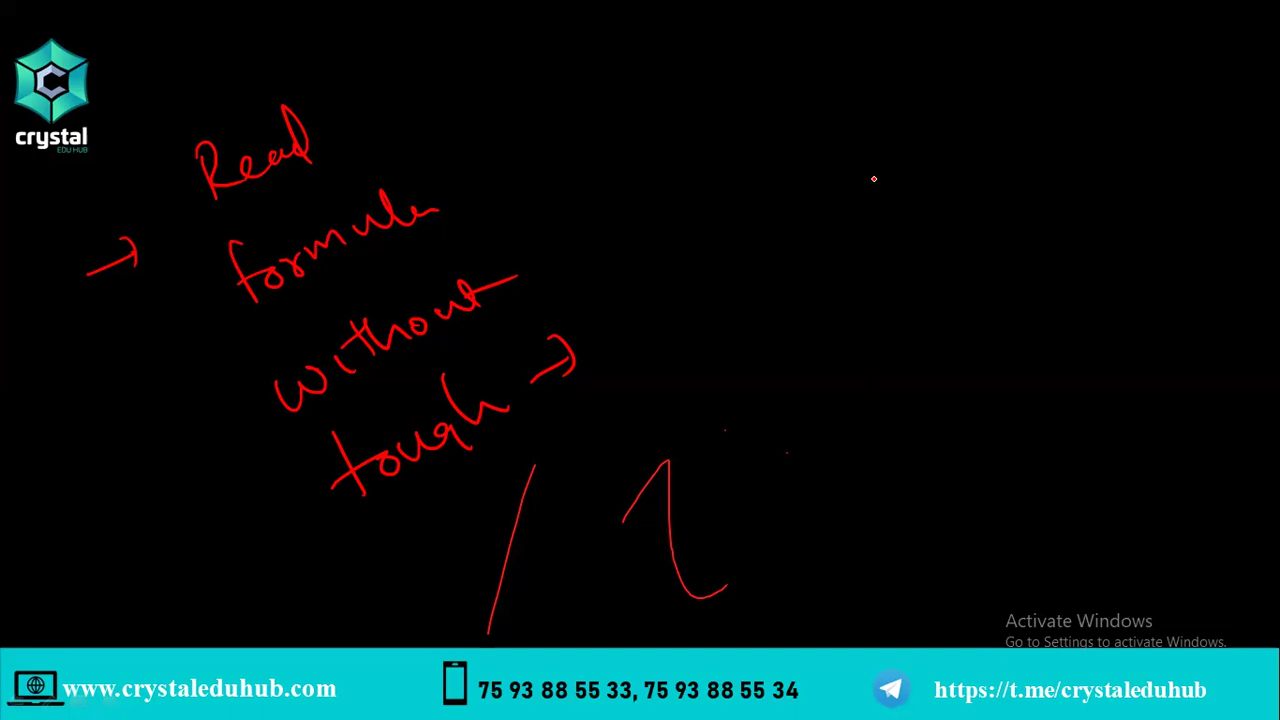 crystal
EDU HUB
Read
→ formula
without
tough →
Activate Windows
Go to Settings to activate Windows.
www.crystaleduhub.com
75 93 88 55 33, 75 93 88 55 34
https://t.me/crystaleduhub